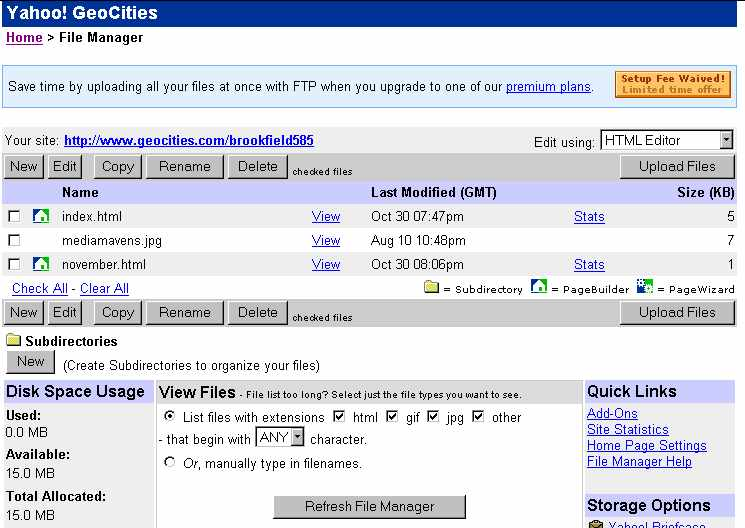 Yahoo! GeoCities
Home > File Manager
Save time by uploading all your files at once with FTP when you upgrade to one of our premium plans.
Setup Fee Waived!
Limited time offer
Your site: http://www.geocities.com/brookfield585
Edit using: HTML Editor
New Edit Copy Rename Delete checked files Upload Files
Name Last Modified (GMT) Size (KB)
index.html View Oct 30 07:47pm Stats 5
mediamavens.jpg View Aug 10 10:48pm 7
november.html View Oct 30 08:06pm Stats 1
Check All - Clear All = Subdirectory = PageBuilder = PageWizard
New Edit Copy Rename Delete checked files Upload Files
Subdirectories
New (Create Subdirectories to organize your files)
Disk Space Usage
Used:
0.0 MB
Available:
15.0 MB
Total Allocated:
15.0 MB
View Files - File list too long? Select just the file types you want to see.
List files with extensions html gif jpg other
- that begin with ANY character.
Or, manually type in filenames.
Refresh File Manager
Quick Links
Add-Ons
Site Statistics
Home Page Settings
File Manager Help
Storage Options
Yahoo! Briefcase